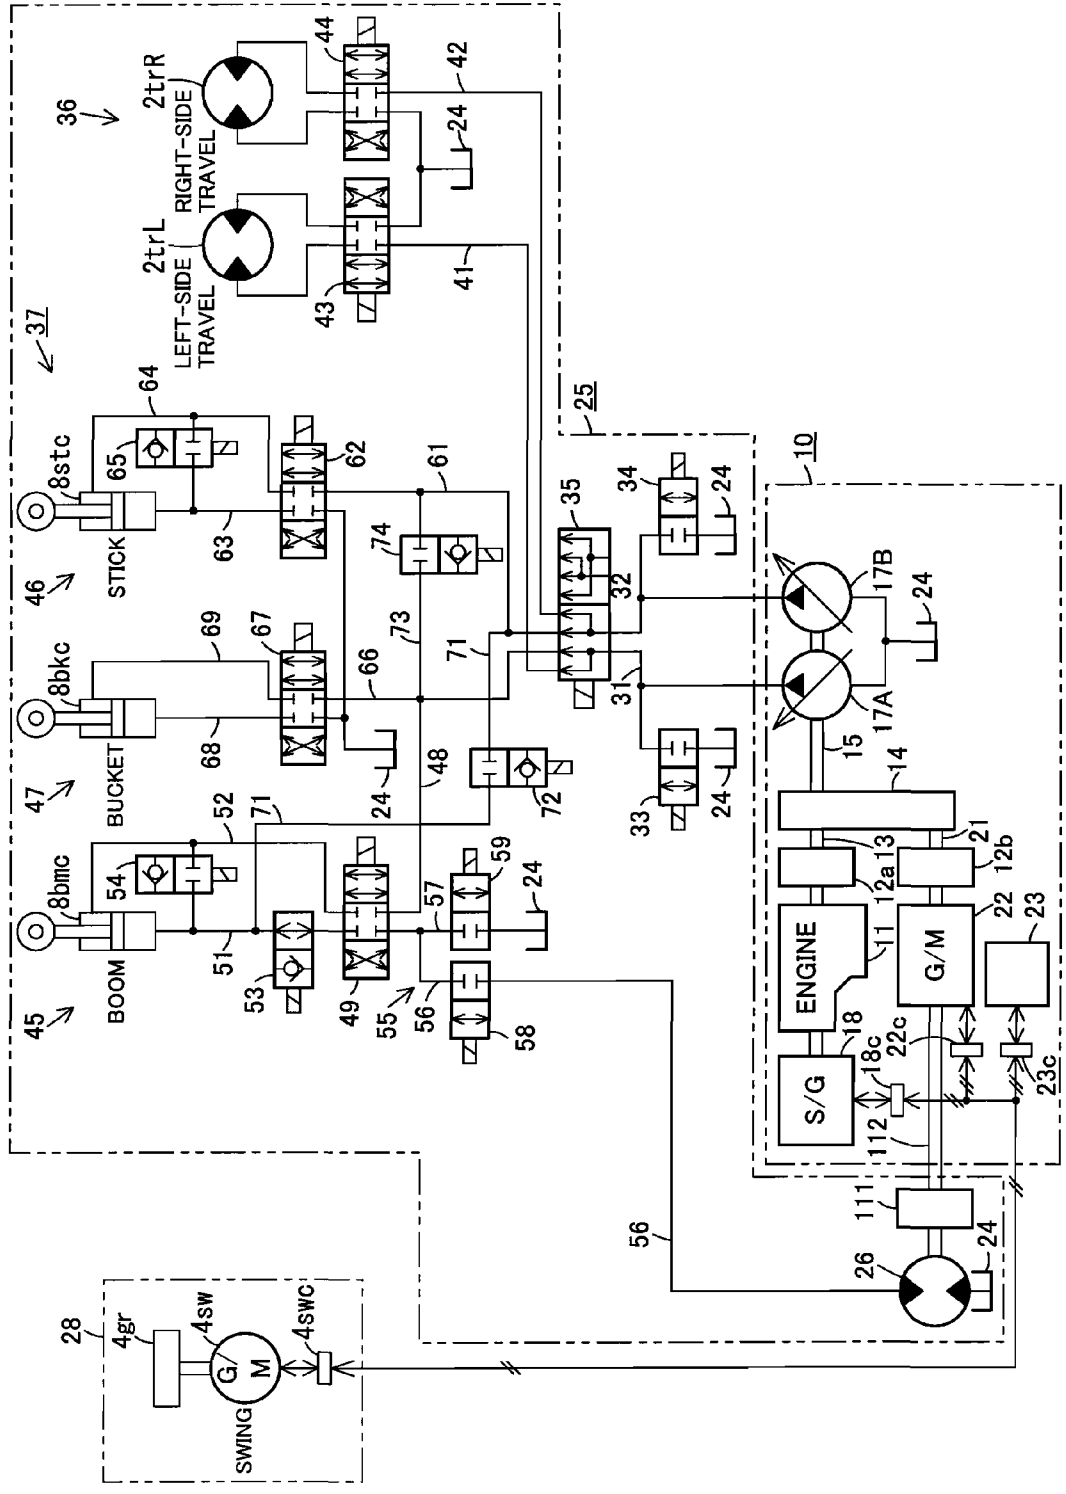 36
2trR
RIGHT-SIDE
TRAVEL
44
42
24
2trL
LEFT-SIDE
TRAVEL
43
41
37
46
8stc
STICK
65
64
63
62
61
74
73
25
34
24
35
32
31
33
24
47
8bkc
BUCKET
69
67
68
66
24
71
72
48
45
8bmc
BOOM
54
52
71
51
53
49
55
56
57
59
24
58
10
17B
24
17A
15
14
13
21
12a
12b
ENGINE
11
G/M
22
23
18
S/G
18c
22c
23c
112
111
56
26
24
28
4gr
4sw
G
M
SWING
4swc